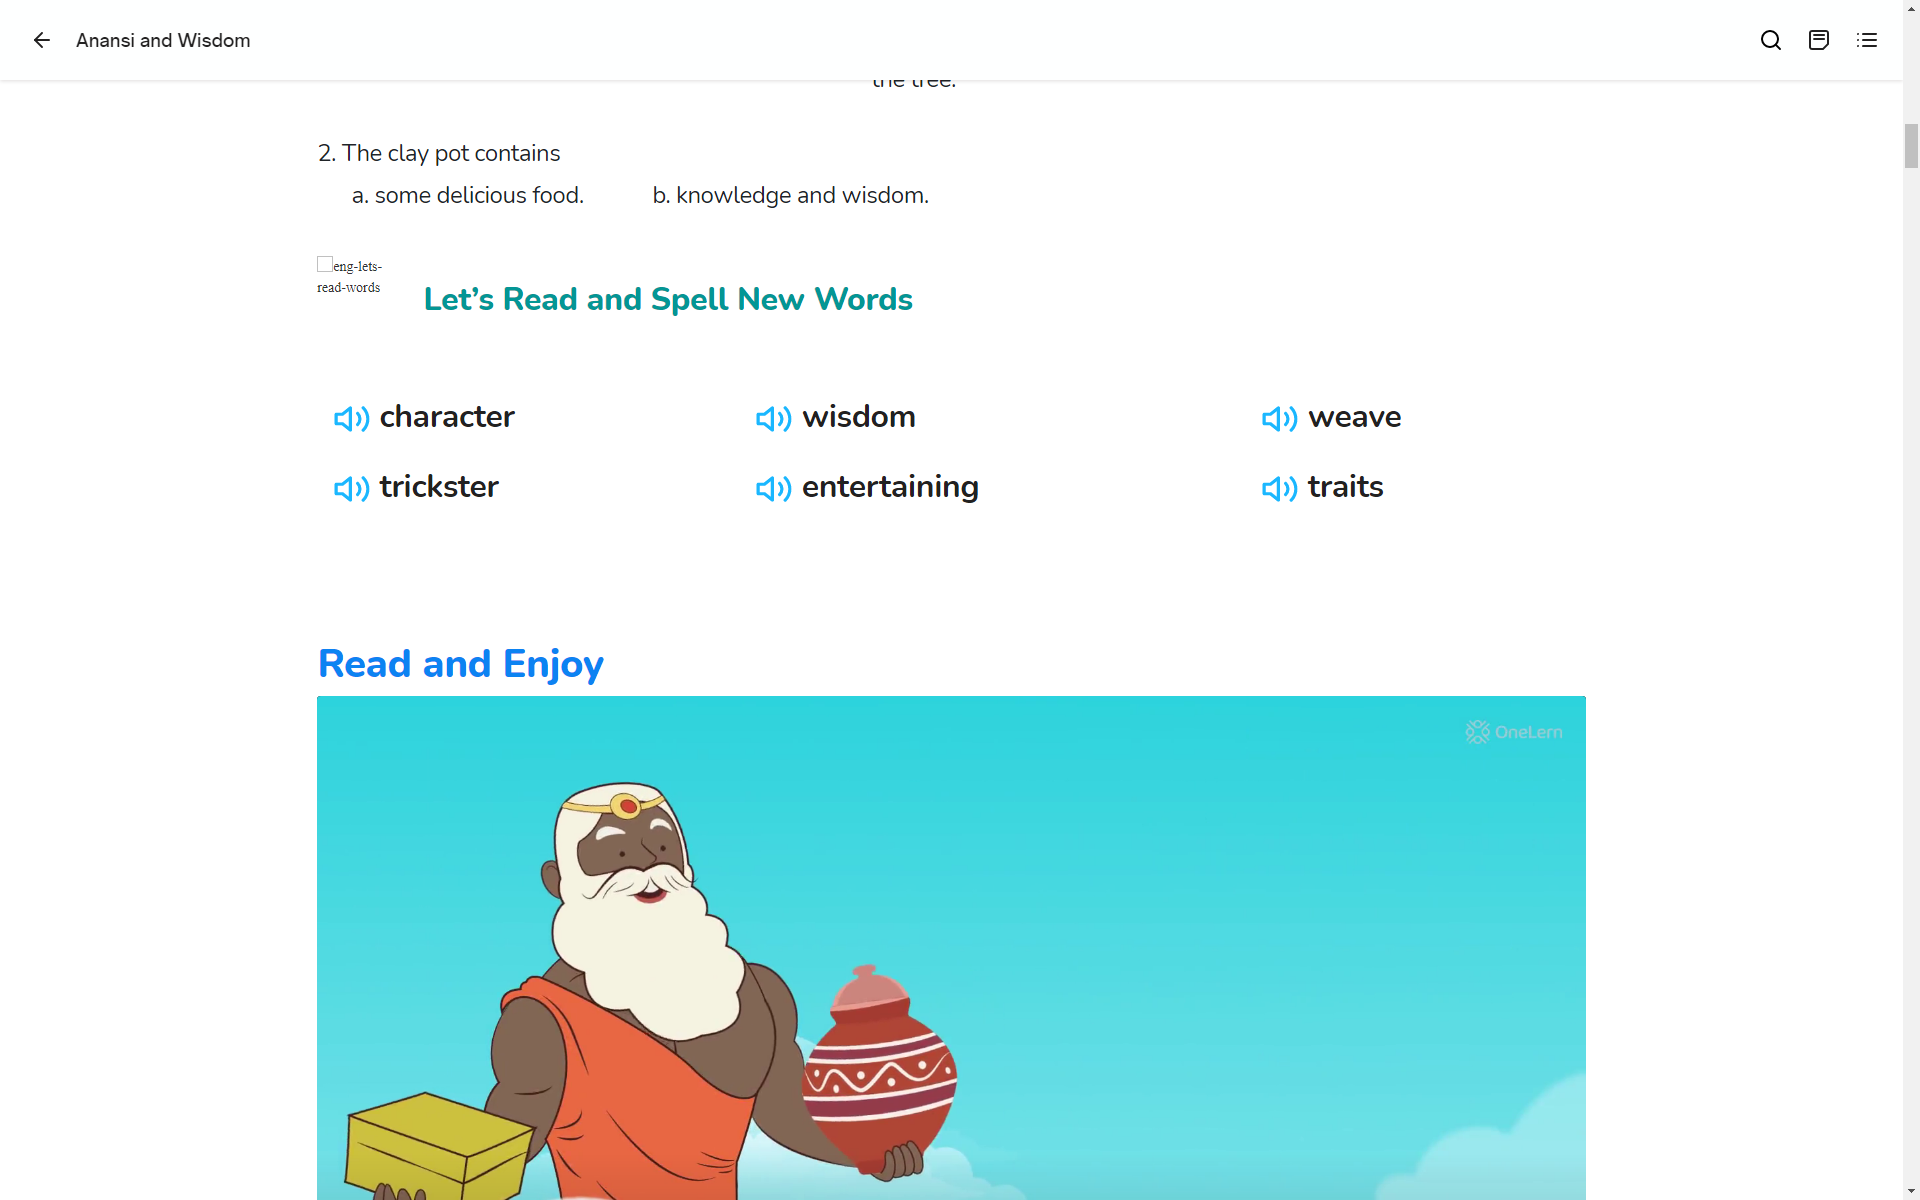 Anansi and Wisdom
the tree.
2. The clay pot contains
a. some delicious food. b. knowledge and wisdom.
eng-lets-
read-words
Let’s Read and Spell New Words
character wisdom weave
trickster entertaining traits
Read and Enjoy
OneLern